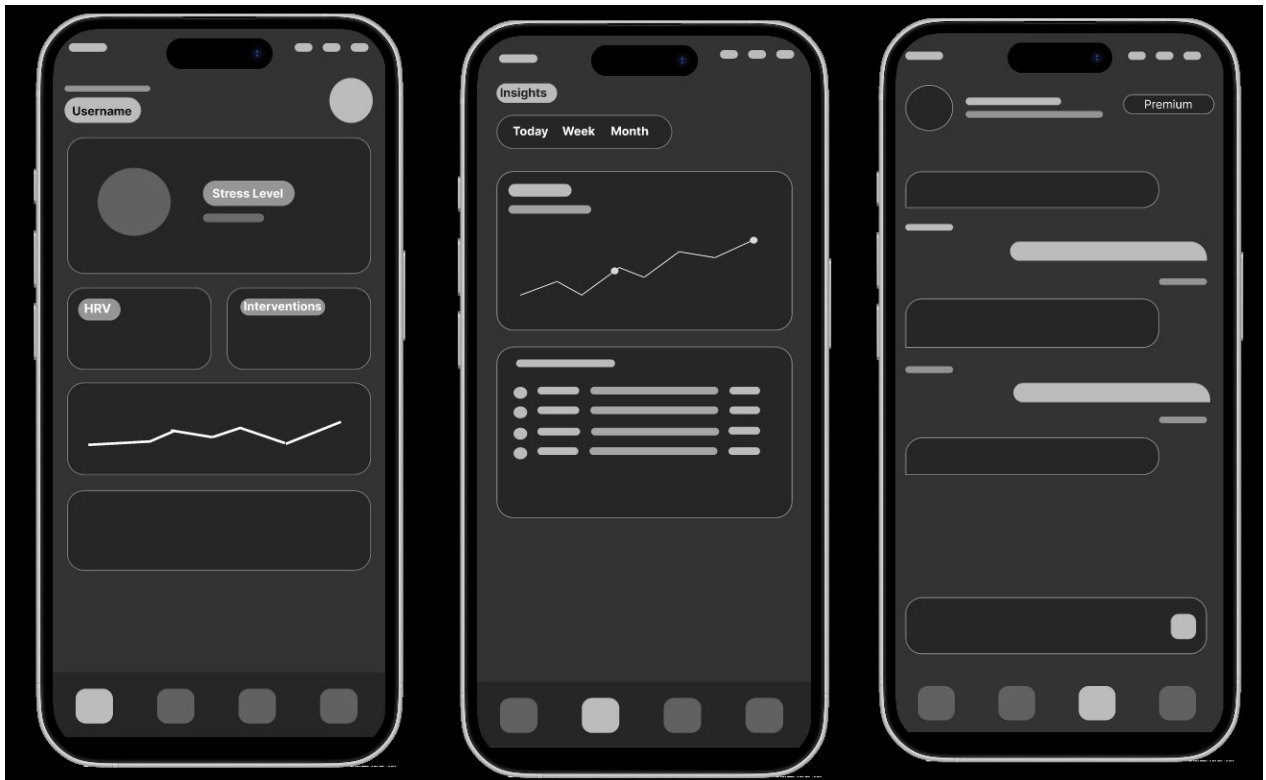 Username
Stress Level
HRV
Interventions
Insights
Today Week Month
Premium